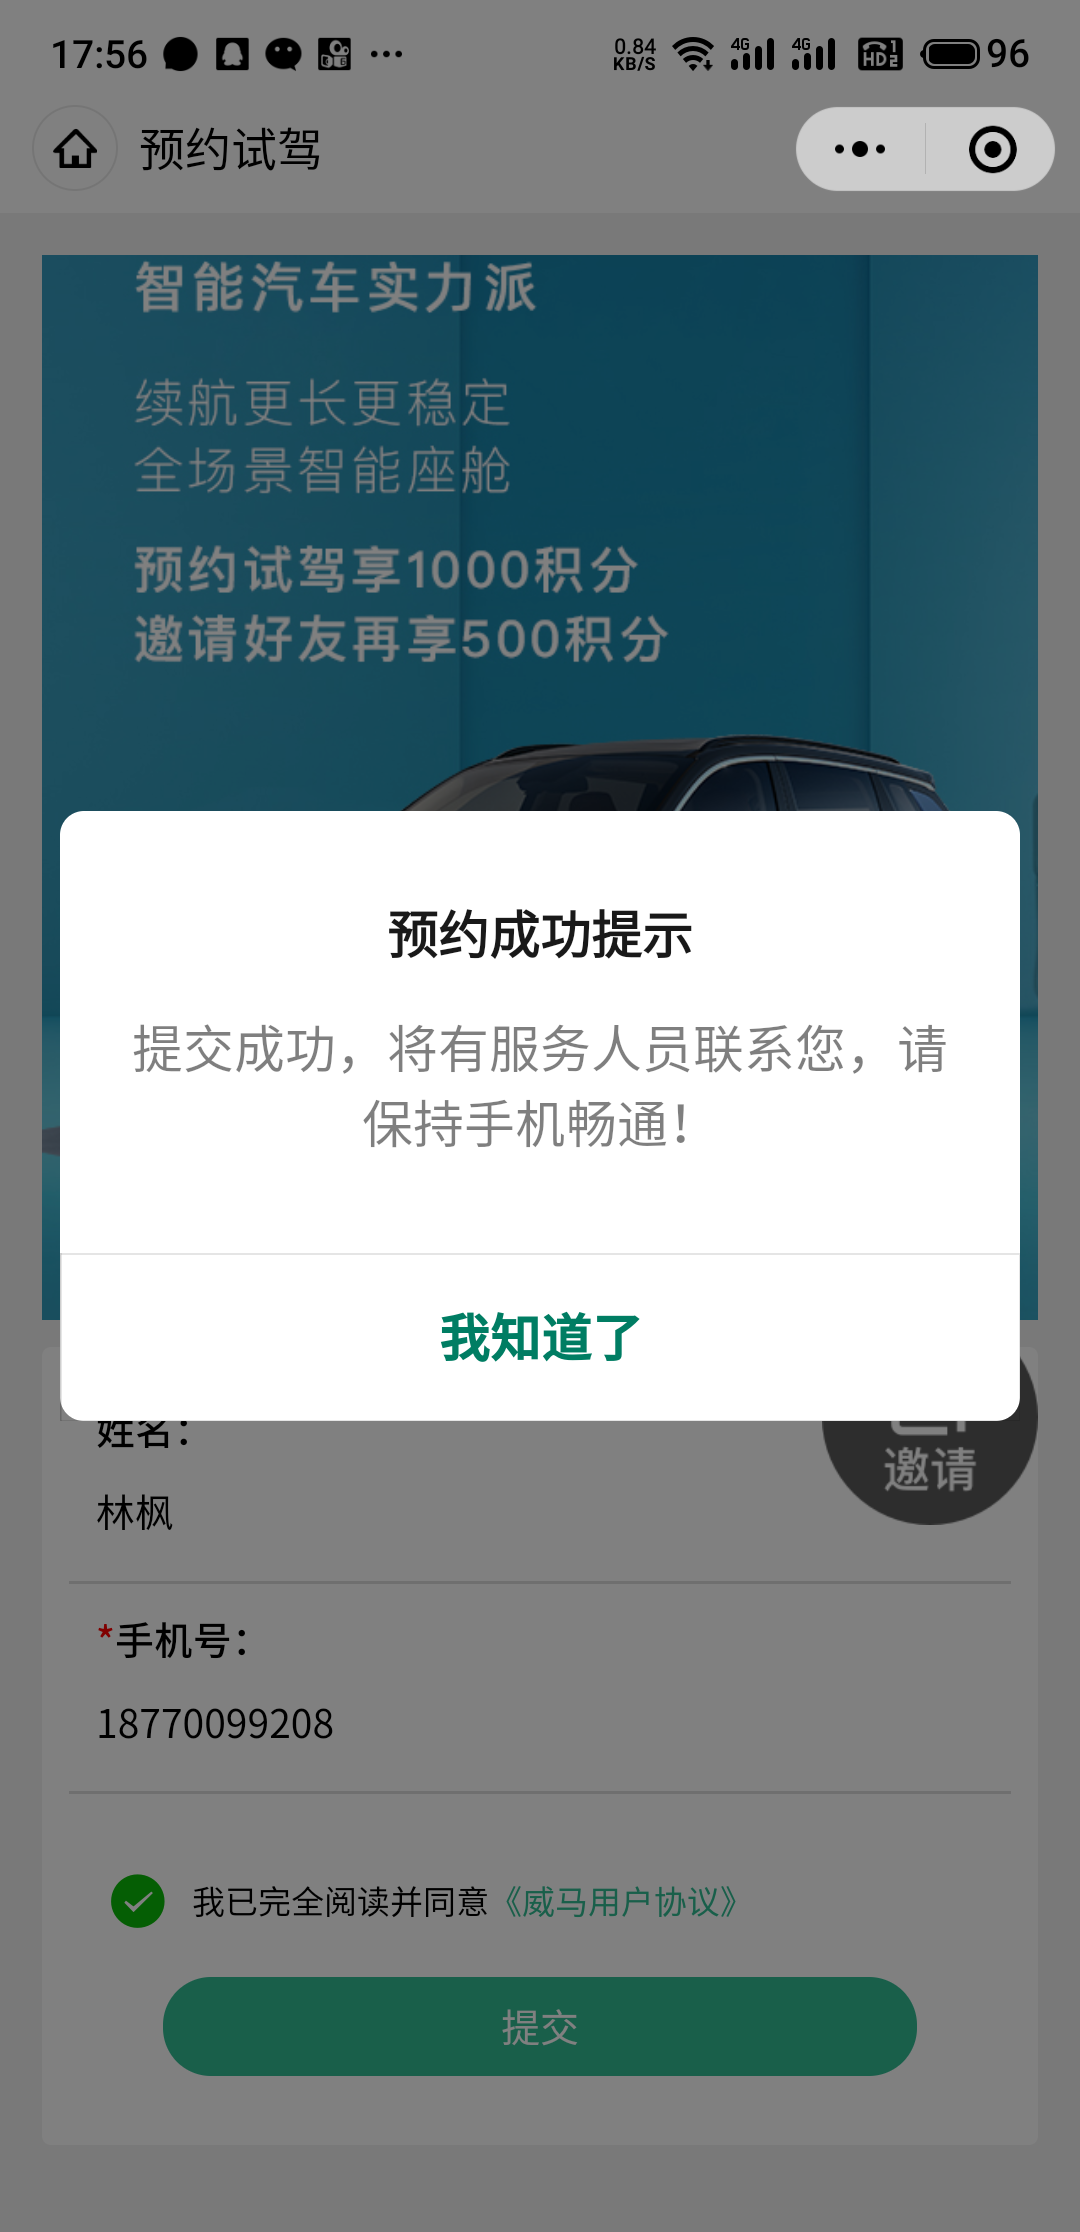 17:56
0.84
KB/S
4G
4G
HD 1 2
96
预约试驾
智能汽车实力派
续航更长更稳定
全场景智能座舱
预约试驾享1000积分
邀请好友再享500积分
预约成功提示
提交成功，将有服务人员联系您，请
保持手机畅通！
我知道了
姓名：
邀请
林枫
*手机号：
18770099208
我已完全阅读并同意《威马用户协议》
提交